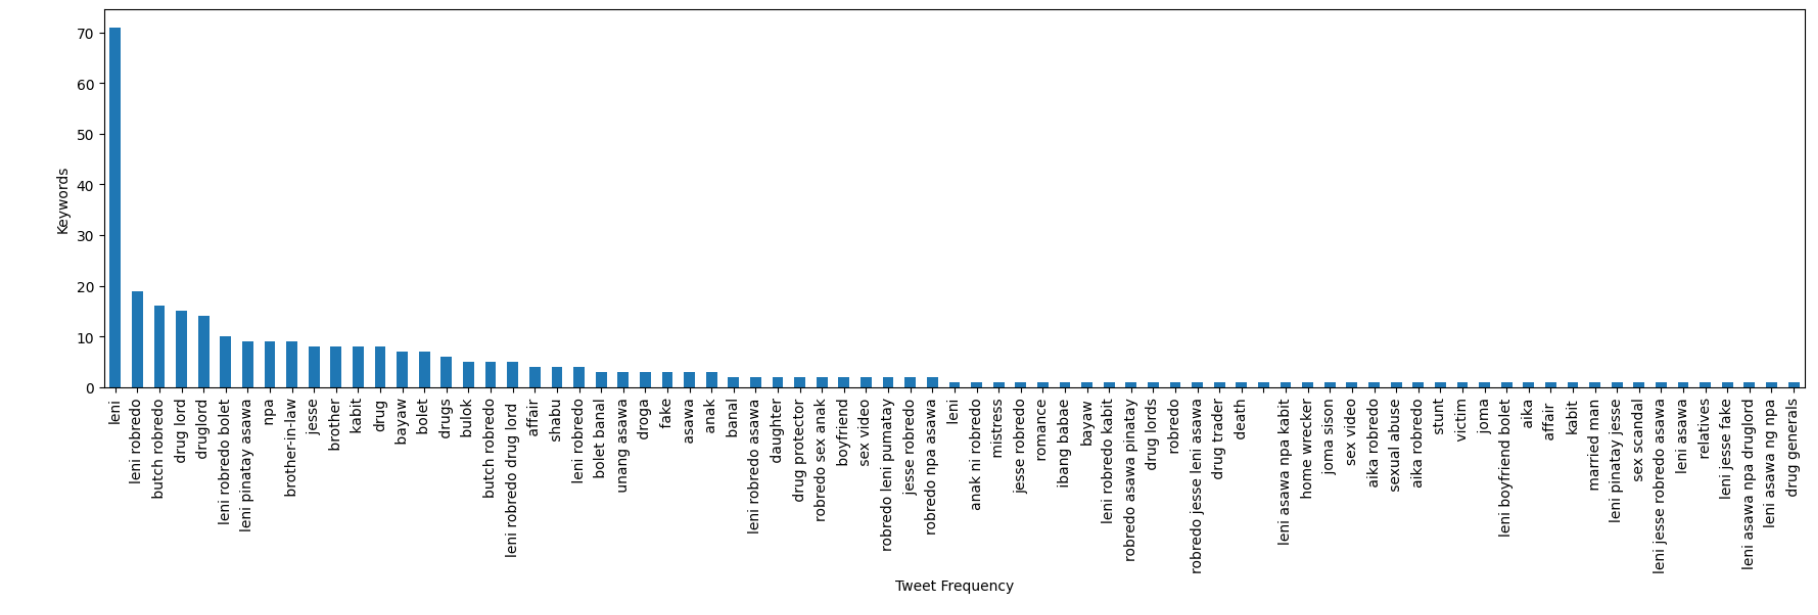 70
60
50
40
30
20
10
0
Keywords
leni
leni robredo
butch robredo
drug lord
druglord
leni robredo bolet
leni pinatay asawa
npa
brother-in-law
jesse
brother
kabit
drug
bayaw
bolet
drugs
bulok
butch robredo
leni robredo drug lord
affair
shabu
leni robredo
bolet banal
unang asawa
droga
fake
asawa
anak
banal
leni robredo asawa
daughter
drug protector
robredo sex anak
boyfriend
sex video
robredo leni pumatay
jesse robredo
robredo npa asawa
leni
anak ni robredo
mistress
jesse robredo
romance
ibang babae
bayaw
leni robredo kabit
robredo asawa pinatay
drug lords
robredo
robredo jesse leni asawa
drug trader
death
leni asawa npa kabit
home wrecker
joma sison
sex video
aika robredo
sexual abuse
aika robredo
stunt
victim
joma
leni boyfriend bolet
aika
affair
kabit
married man
leni pinatay jesse
sex scandal
leni jesse robredo asawa
leni asawa
relatives
leni jesse fake
leni asawa npa druglord
leni asawa ng npa
drug generals
Tweet Frequency